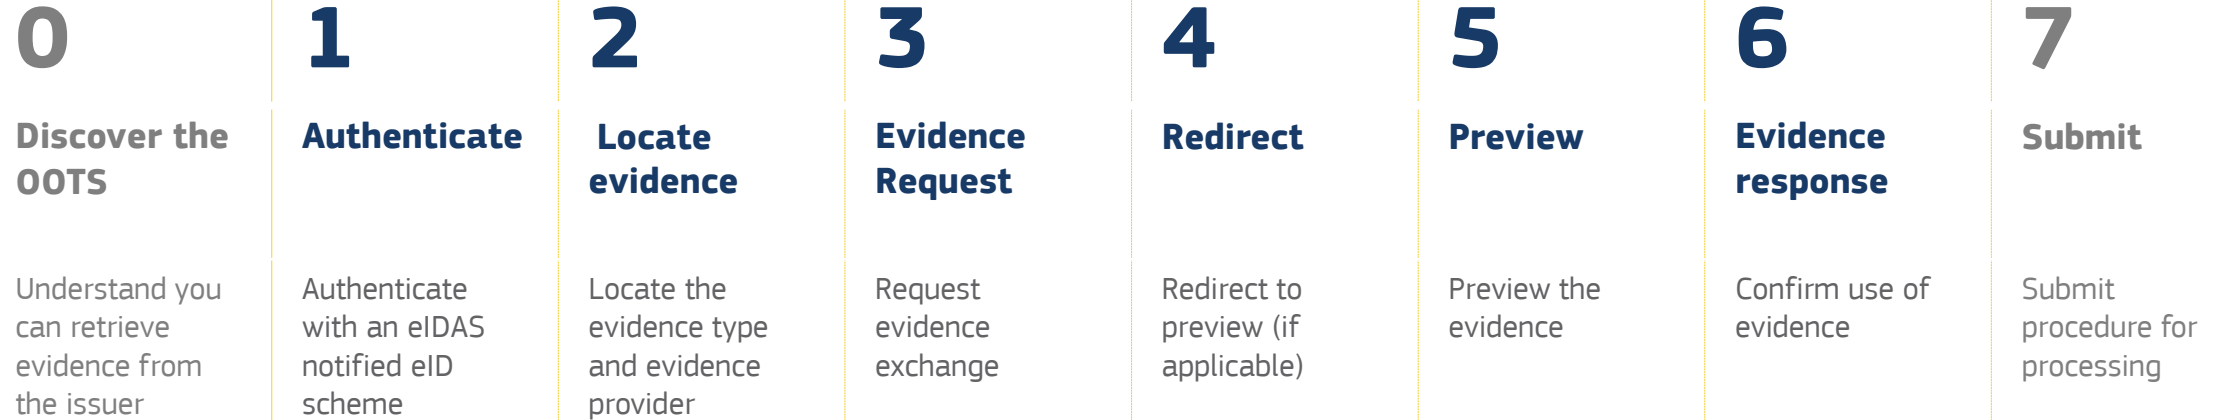 0
Discover the
OOTS
Understand you
can retrieve
evidence from
the issuer
1
Authenticate
Authenticate
with an eIDAS
notified eID
scheme
2
Locate
evidence
Locate the
evidence type
and evidence
provider
3
Evidence
Request
Request
evidence
exchange
4
Redirect
Redirect to
preview (if
applicable)
5
Preview
Preview the
evidence
6
Evidence
response
Confirm use of
evidence
7
Submit
Submit
procedure for
processing